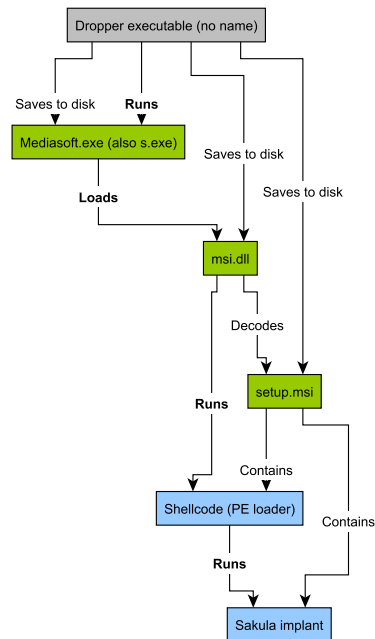 Dropper executable (no name)
Saves to disk
Runs
Mediasoft.exe (also s.exe)
Saves to disk
Saves to disk
Loads
msi.dll
Decodes
setup.msi
Runs
Contains
Shellcode (PE loader)
Contains
Runs
Sakula implant